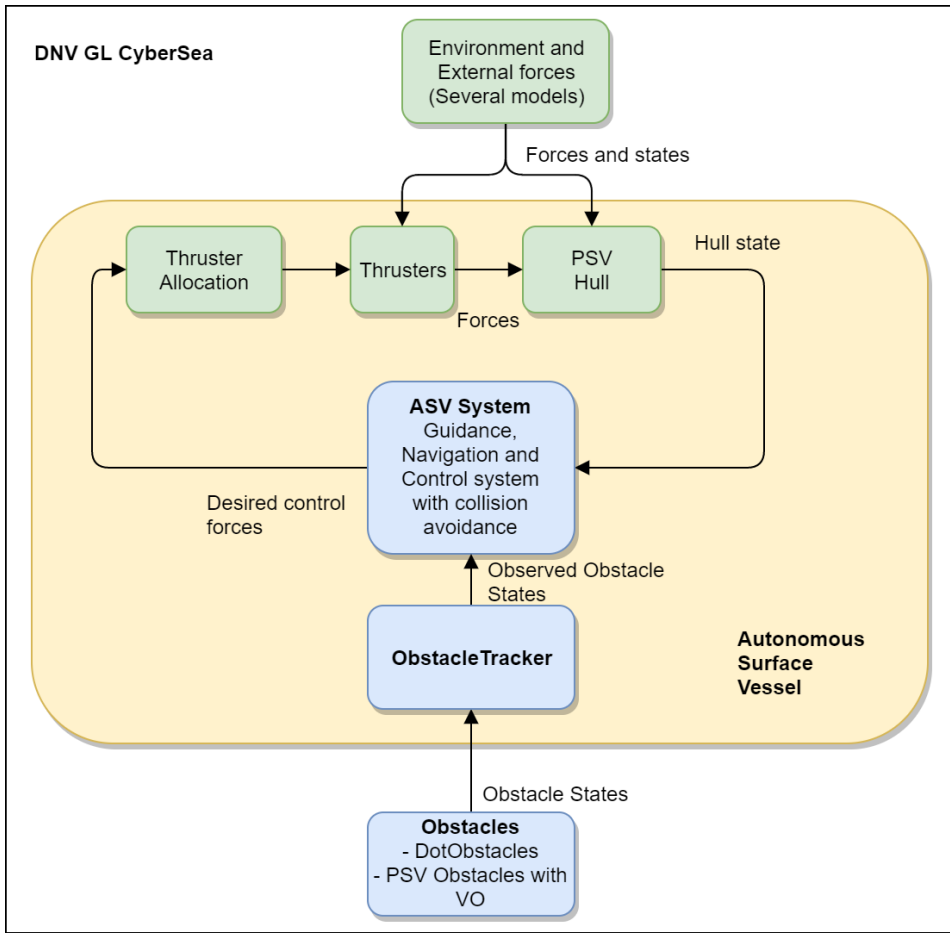 DNV GL CyberSea
Environment and
External forces
(Several models)
Forces and states
Thruster
Allocation
Thrusters
PSV
Hull
Hull state
Forces
ASV System
Guidance,
Navigation and
Control system
with collision
avoidance
Desired control
forces
Observed Obstacle
States
ObstacleTracker
Autonomous
Surface
Vessel
Obstacle States
Obstacles
- DotObstacles
- PSV Obstacles with
VO